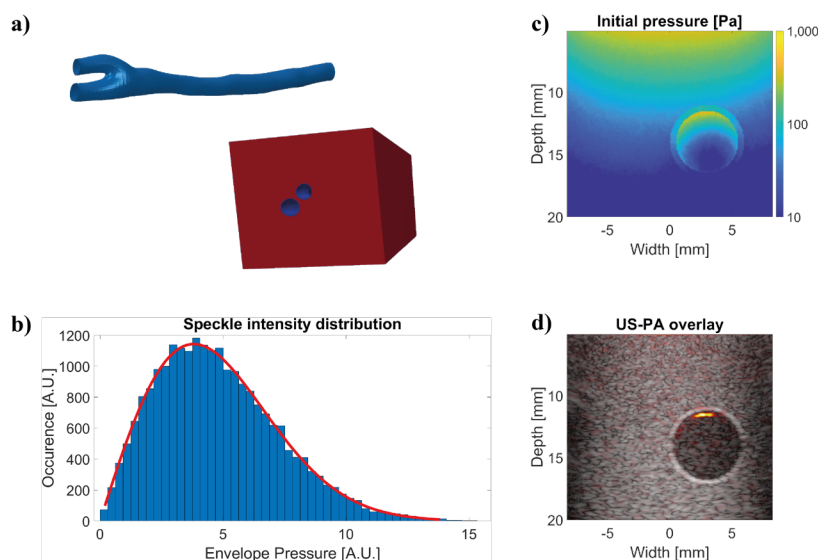 a)
b)
Speckle intensity distribution
1200
1000
800
600
400
200
0
0
5
10
15
Occurence [A.U.]
Envelope Pressure [A.U.]
c)
Initial pressure [Pa]
1,000
100
10
10
15
20
-5
0
5
Depth [mm]
Width [mm]
d)
US-PA overlay
10
15
20
-5
0
5
Depth [mm]
Width [mm]